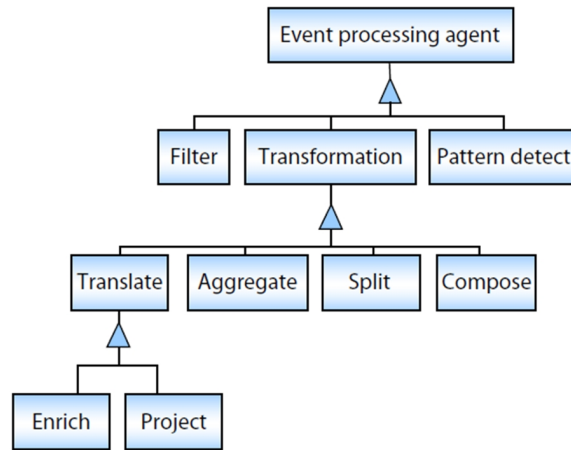 Event processing agent
Filter
Transformation
Pattern detect
Translate
Aggregate
Split
Compose
Enrich
Project